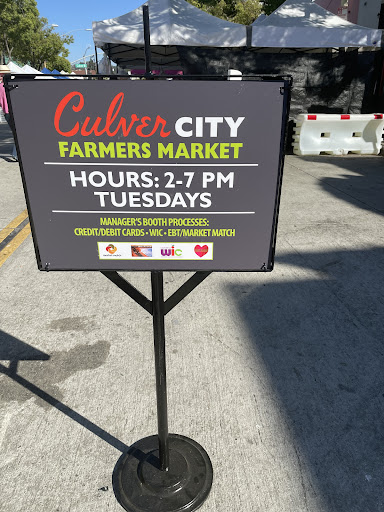 Culver CITY
FARMERS MARKET
HOURS: 2-7 PM
TUESDAYS
MANAGER'S BOOTH PROCESSES:
CREDIT/DEBIT CARDS • WIC • EBT/MARKET MATCH
wic